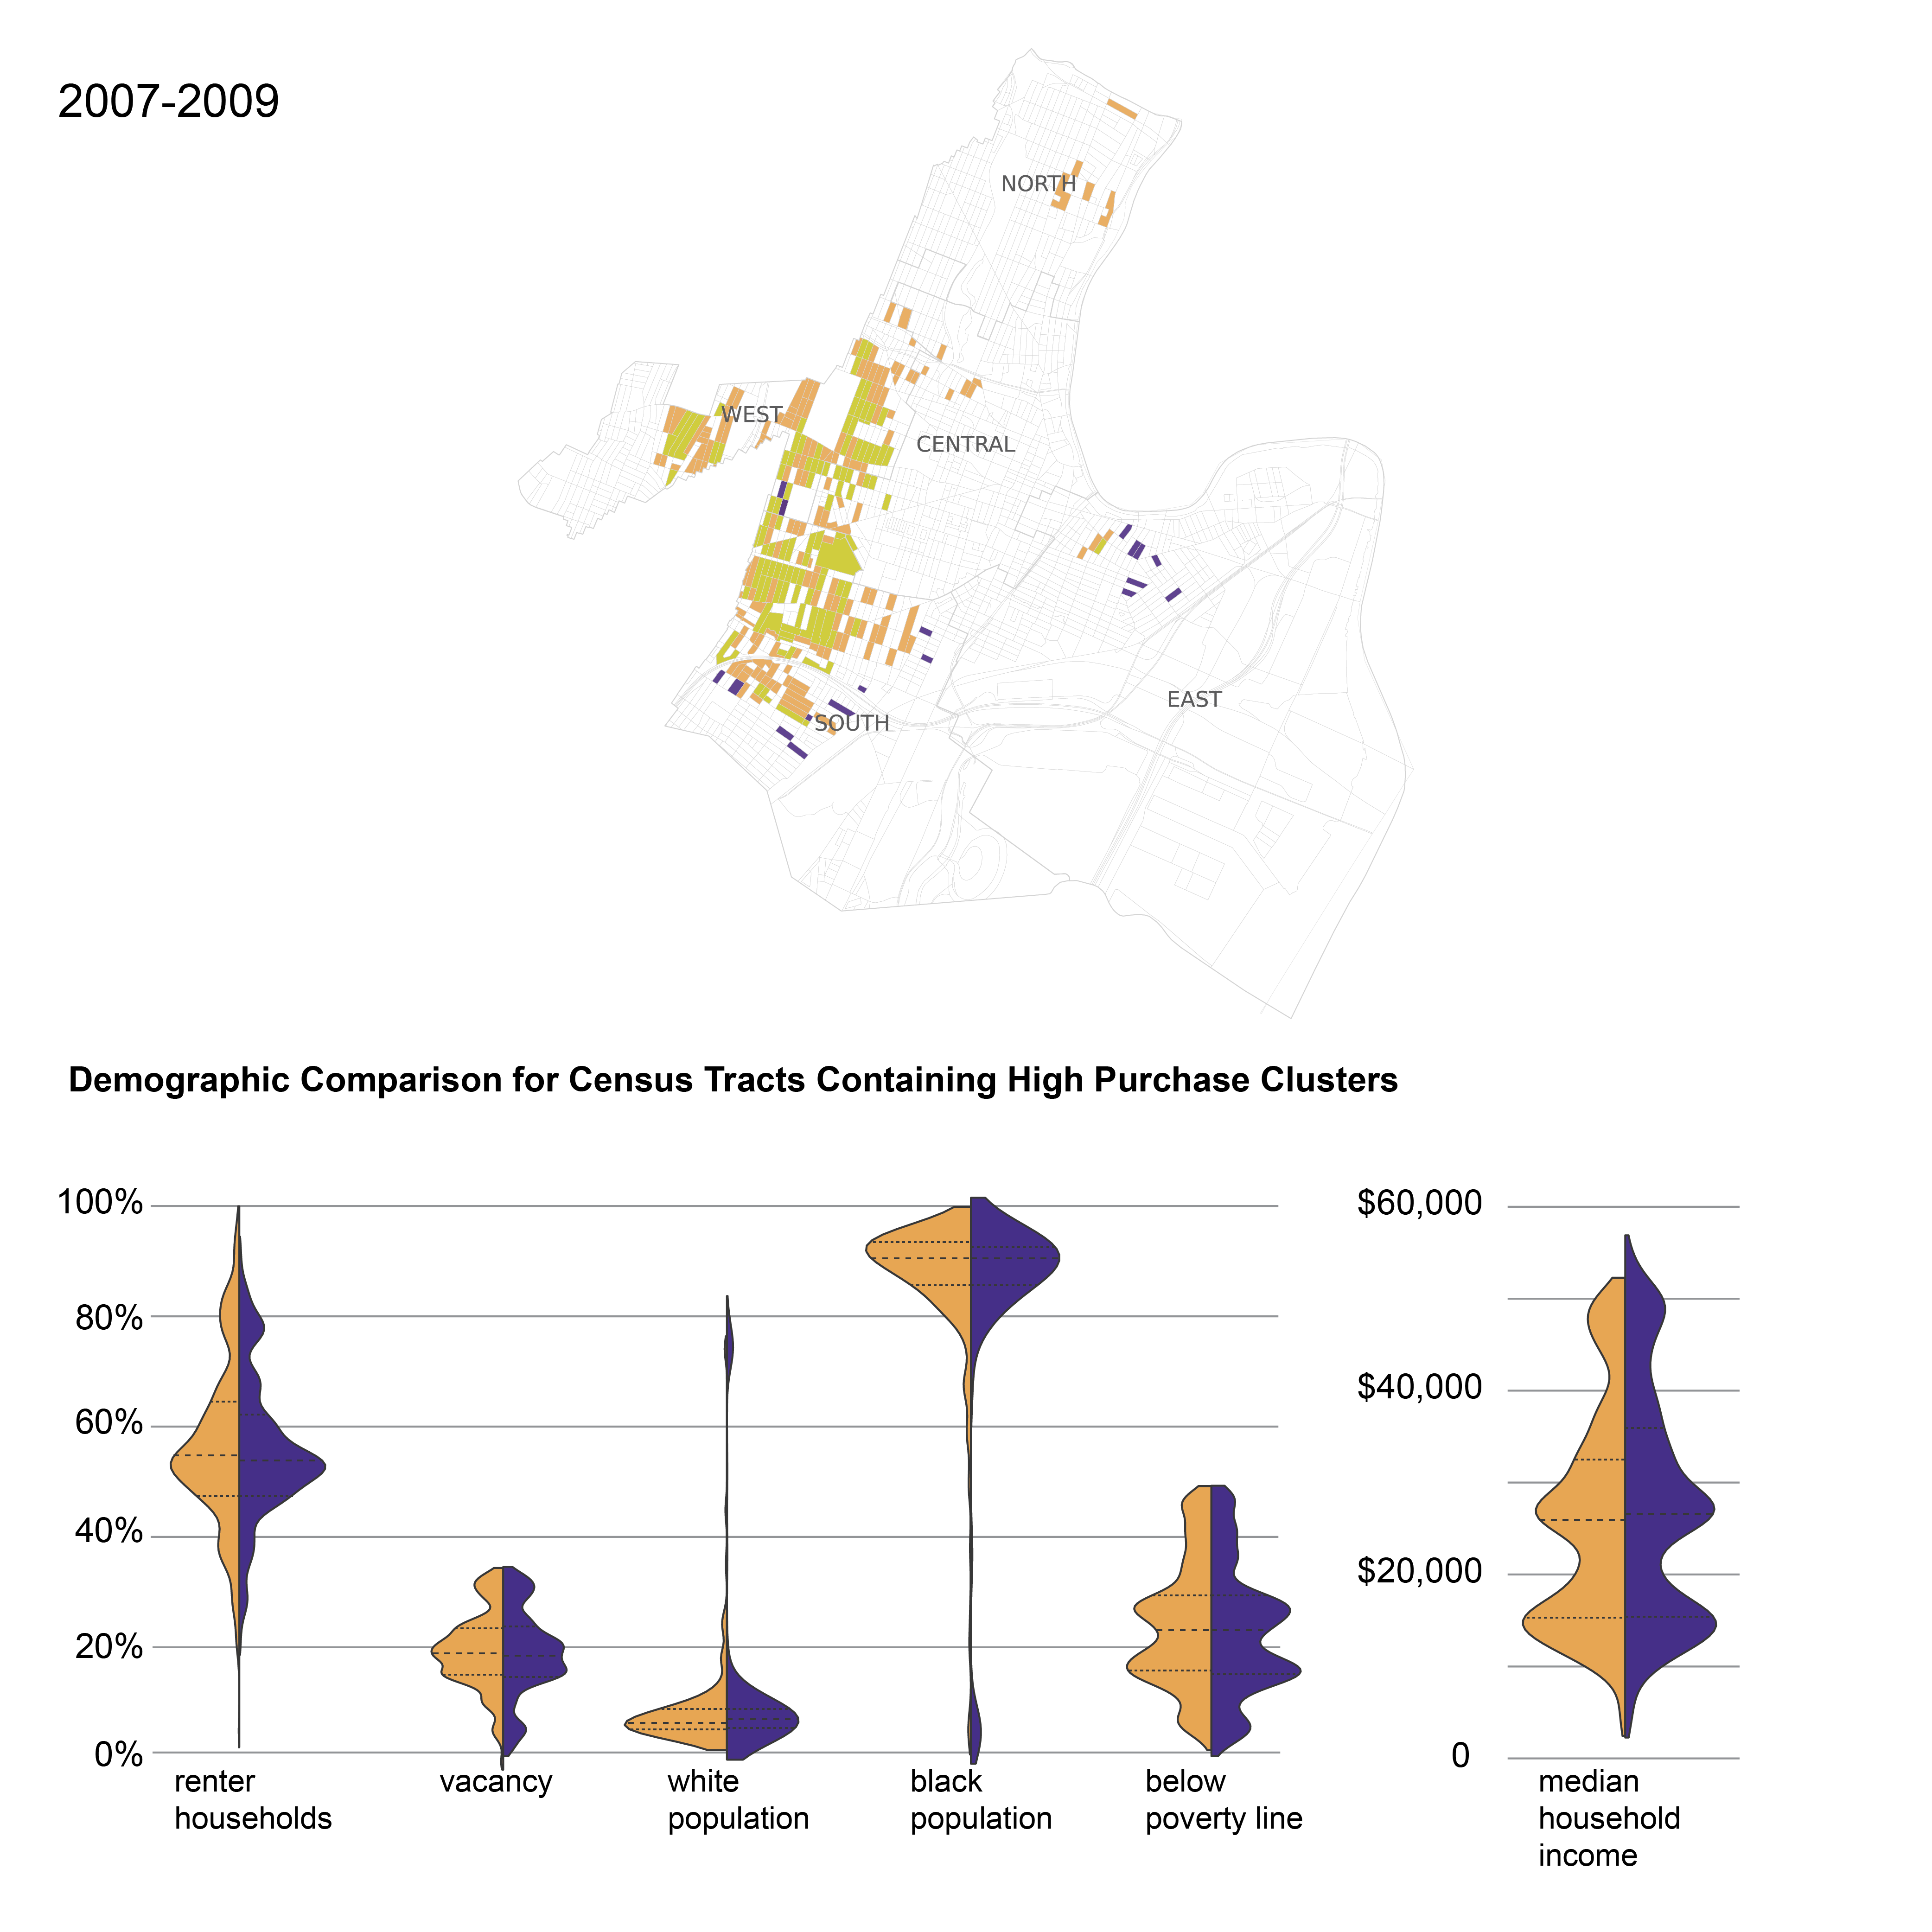 2007-2009
NORTH
WEST
CENTRAL
EAST
SOUTH
Demographic Comparison for Census Tracts Containing High Purchase Clusters
100%
80%
60%
40%
20%
0%
$60,000
$40,000
$20,000
0
renter
households
vacancy
white
population
black
population
below
poverty line
median
household
income